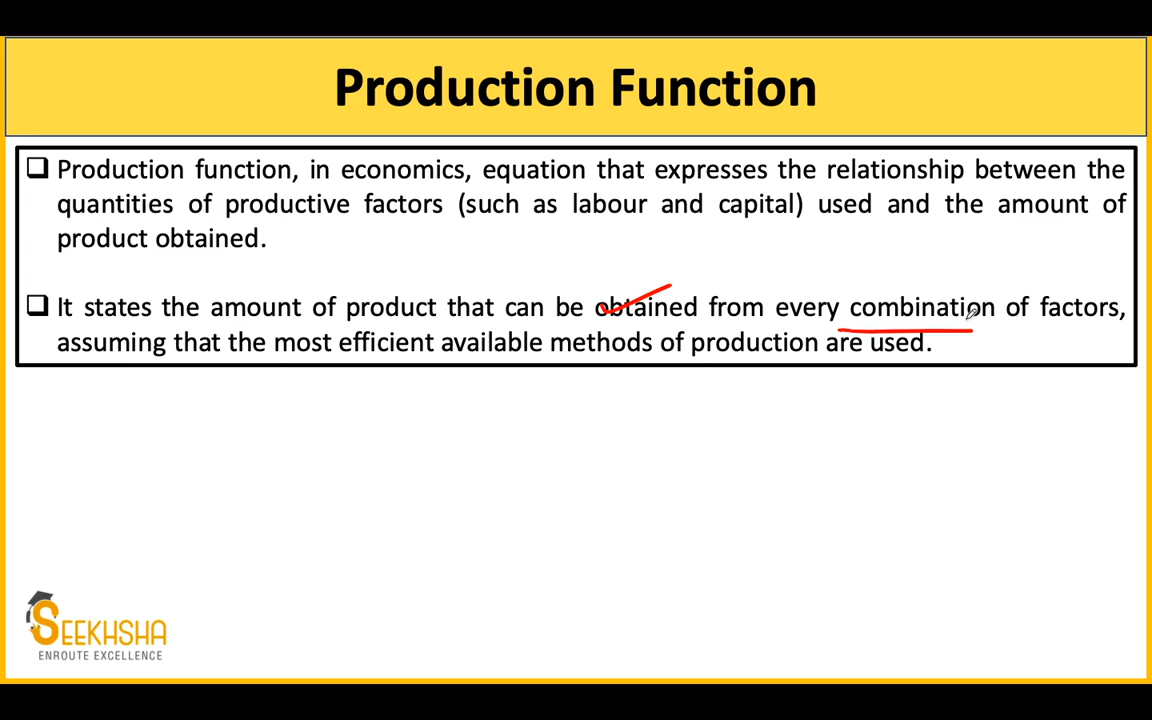 Production Function
❑ Production function, in economics, equation that expresses the relationship between the
quantities of productive factors (such as labour and capital) used and the amount of
product obtained.
❑ It states the amount of product that can be obtained from every combination of factors,
assuming that the most efficient available methods of production are used.
SEEKHSHA
ENROUTE EXCELLENCE